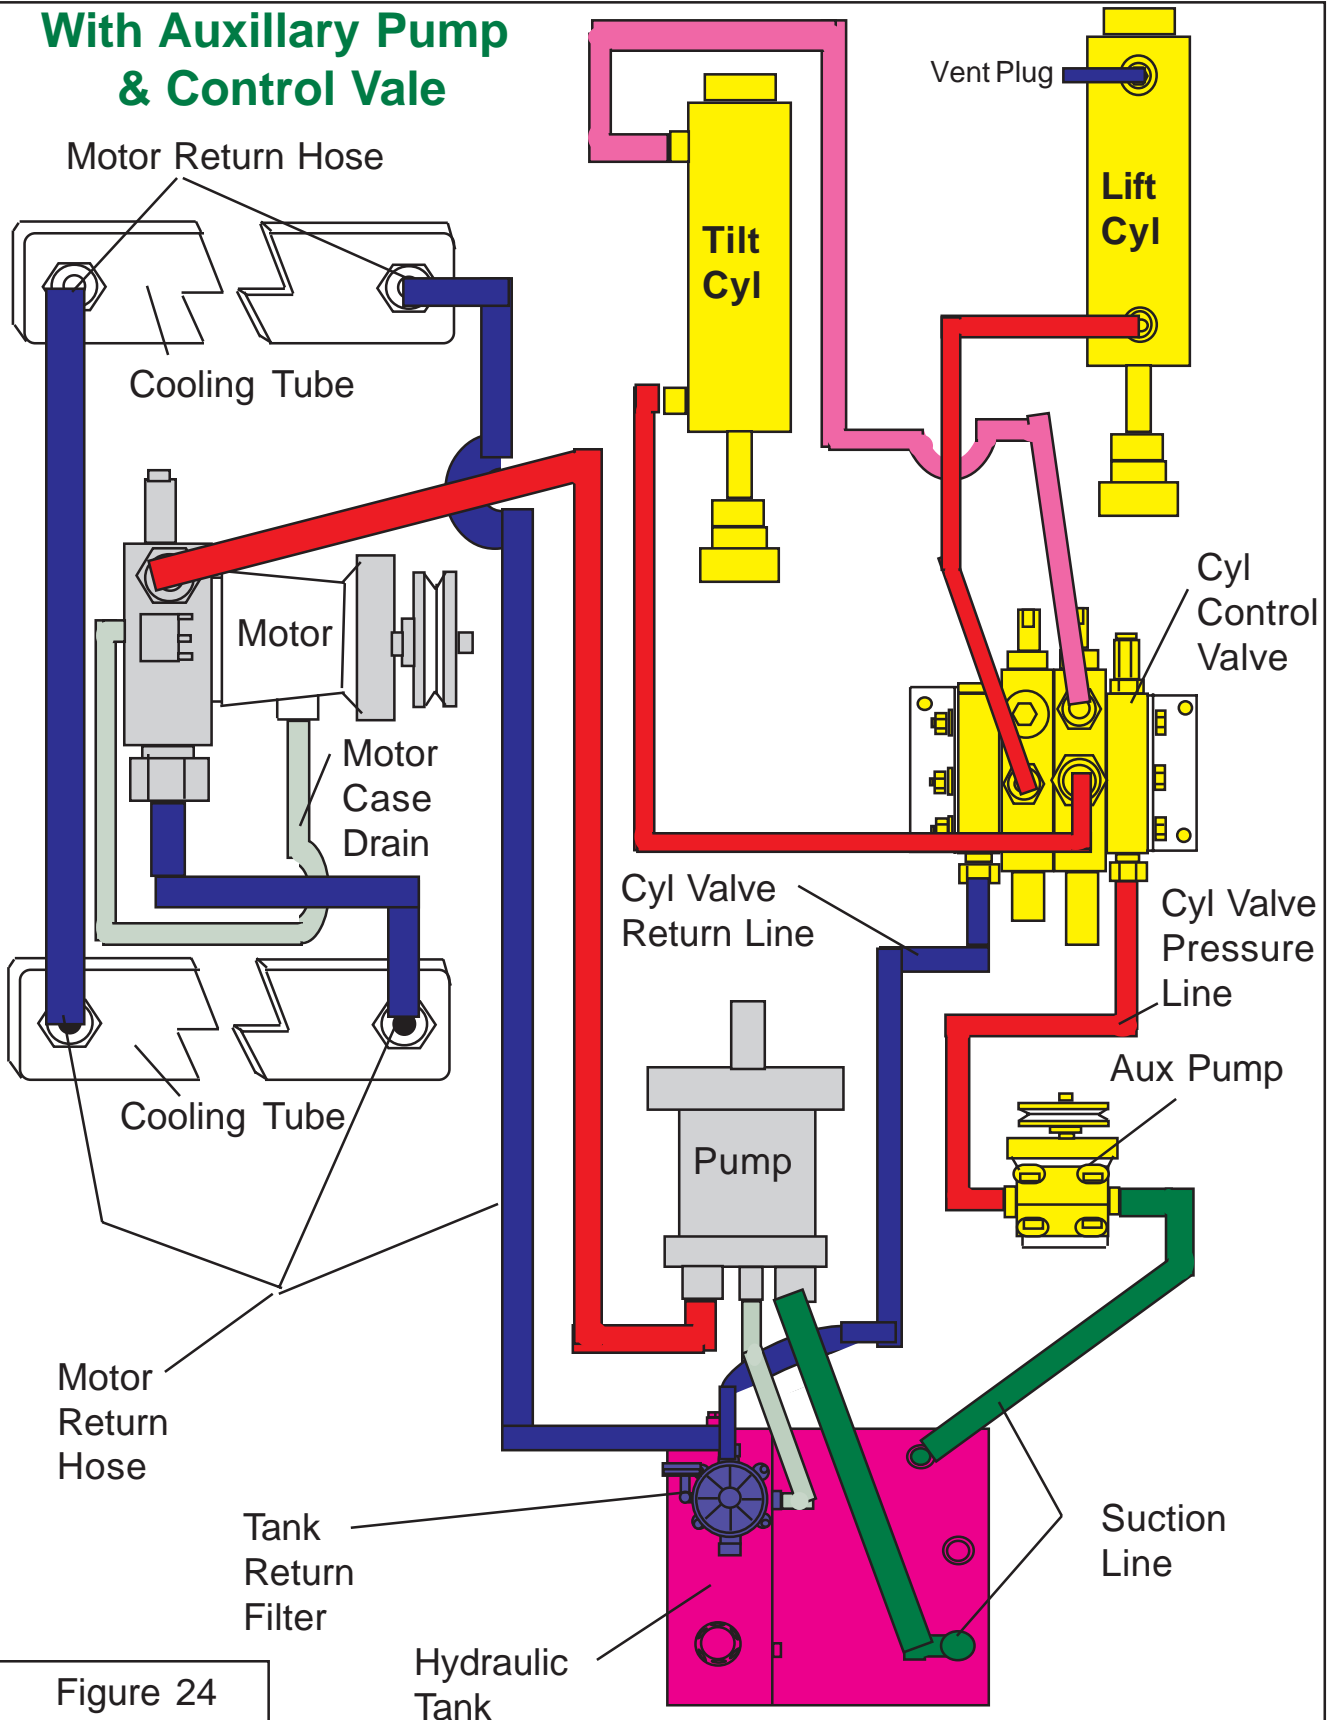 With Auxillary Pump
& Control Vale
Motor Return Hose
Vent Plug
Lift
Cyl
Tilt
Cyl
Cooling Tube
Motor
Cyl
Control
Valve
Motor
Case
Drain
Cyl Valve
Return Line
Cyl Valve
Pressure
Line
Aux Pump
Cooling Tube
Pump
Motor
Return
Hose
Tank
Return
Filter
Suction
Line
Hydraulic
Tank
Figure 24